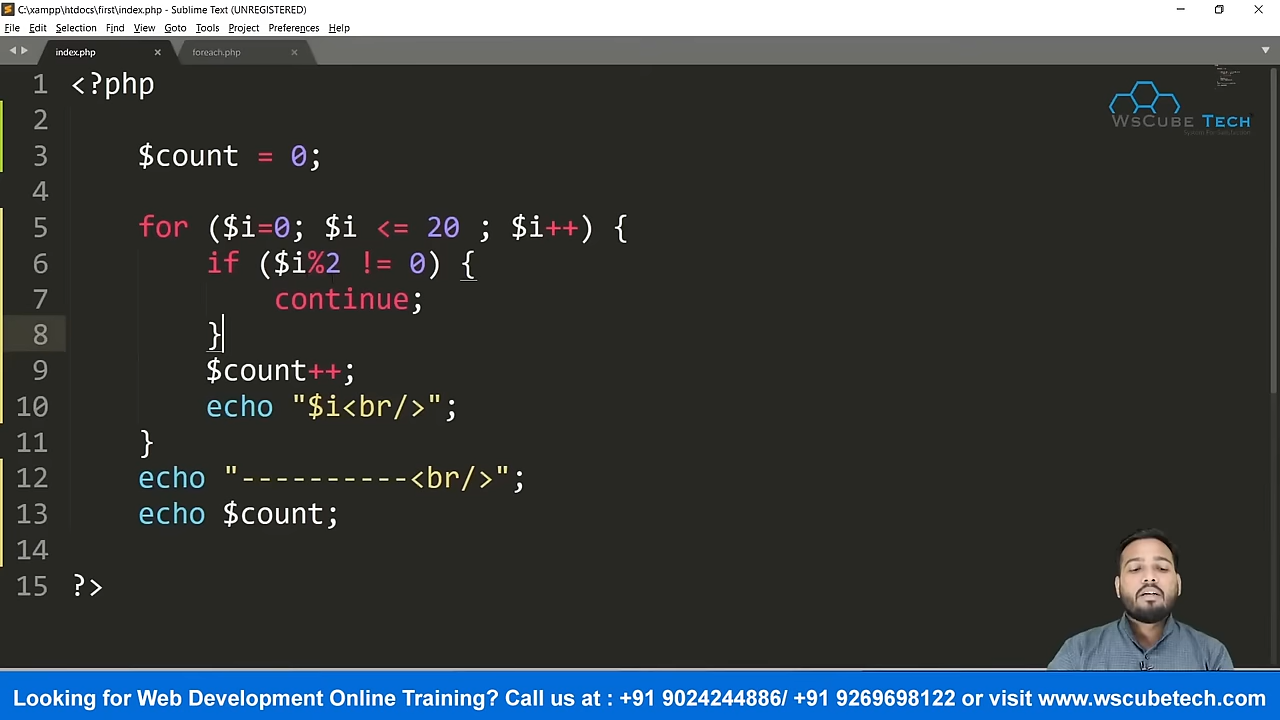 C:\xampp\htdocs\first\index.php - Sublime Text (UNREGISTERED)
File Edit Selection Find View Goto Tools Project Preferences Help
index.php foreach.php
1 <?php
2
3 $count = 0;
4
5 for ($i=0; $i <= 20 ; $i++) {
6 if ($i%2 != 0) {
7 continue;
8 }
9 $count++;
10 echo "$i<br/>";
11 }
12 echo "----------<br/>";
13 echo $count;
14
15 ?>
WsCube Tech
Looking for Web Development Online Training? Call us at : +91 9024244886/ +91 9269698122 or visit www.wscubetech.com